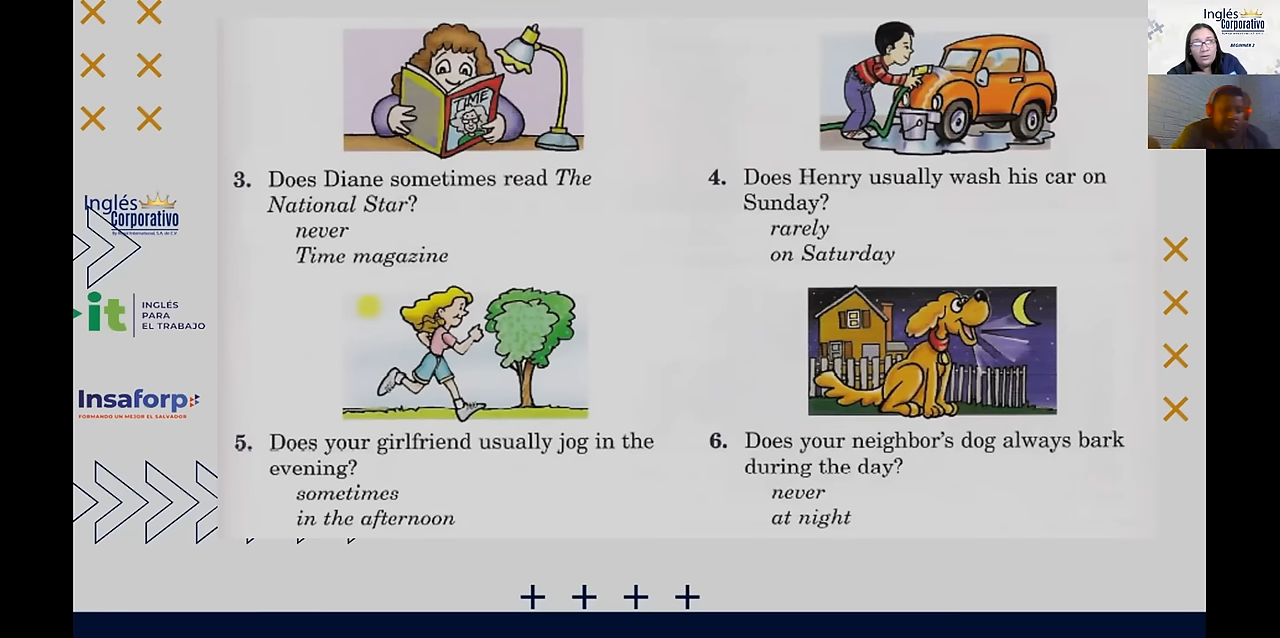 Inglés
Corporativo
BEGINNER 2
TIME
3. Does Diane sometimes read The
National Star?
never
Time magazine
4. Does Henry usually wash his car on
Sunday?
rarely
on Saturday
Inglés
Corporativo
it
INGLÉS
PARA
EL TRABAJO
Insaforp
FORMANDO UN MEJOR EL SALVADOR
5. Does your girlfriend usually jog in the
evening?
sometimes
in the afternoon
6. Does your neighbor's dog always bark
during the day?
never
at night